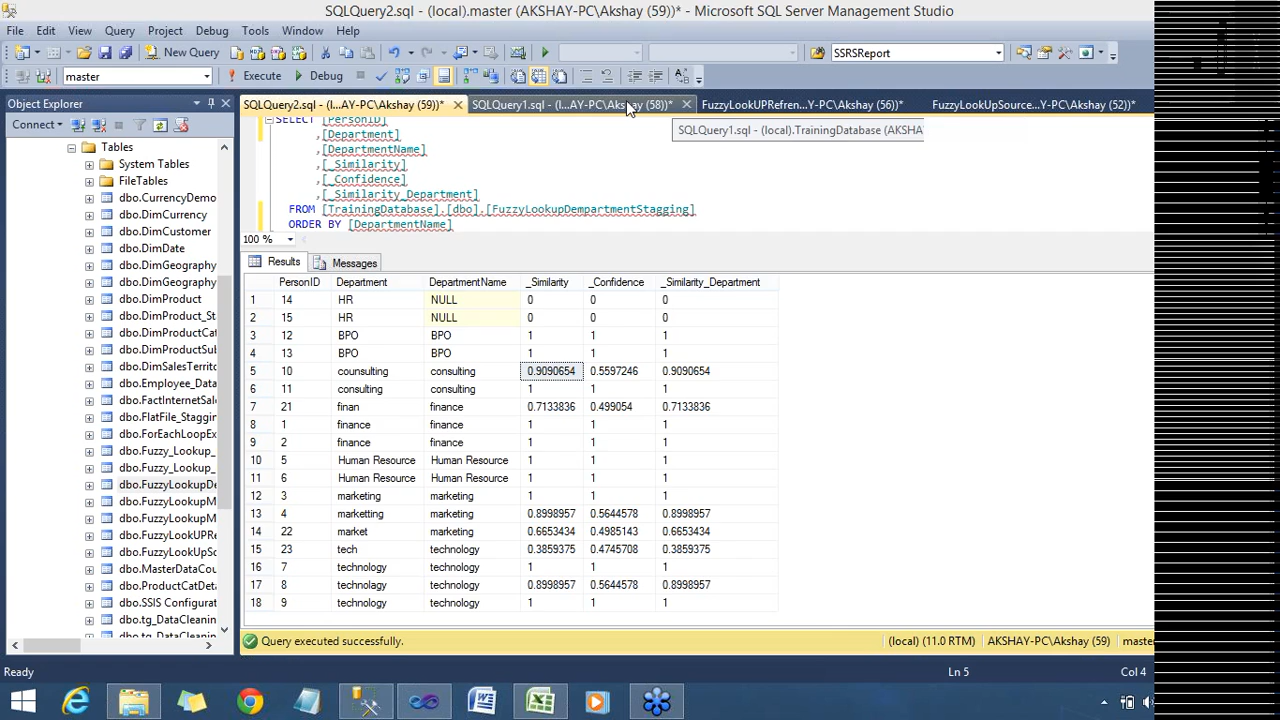 SQLQuery2.sql - (local).master (AKSHAY-PC\Akshay (59))* - Microsoft SQL Server Management Studio
File Edit View Query Project Debug Tools Window Help
New Query SSRSReport
master Execute Debug
Object Explorer SQLQuery2.sql - (l...AY-PC\Akshay (59))* SQLQuery1.sql - (l...AY-PC\Akshay (58))* FuzzyLookUPRefren...Y-PC\Akshay (56))* FuzzyLookUpSource...Y-PC\Akshay (52))*
Connect
SQLQuery1.sql - (local).TrainingDatabase (AKSHA
Tables
System Tables
FileTables
dbo.CurrencyDemo
dbo.DimCurrency
dbo.DimCustomer
dbo.DimDate
dbo.DimGeography
dbo.DimGeography
dbo.DimProduct
dbo.DimProduct_St
dbo.DimProductCat
dbo.DimProductSub
dbo.DimSalesTerrito
dbo.Employee_Data
dbo.FactInternetSal
dbo.FlatFile_Staggin
dbo.ForEachLoopEx
dbo.Fuzzy_Lookup_
dbo.Fuzzy_Lookup_
dbo.FuzzyLookupDe
dbo.FuzzyLookupM
dbo.FuzzyLookupM
dbo.FuzzyLookUPRe
dbo.FuzzyLookupSo
dbo.MasterDataCou
dbo.ProductCatDet
dbo.SSIS Configurat
dbo.tg_DataCleanin
SELECT [PersonID]
,[Department]
,[DepartmentName]
,[_Similarity]
,[_Confidence]
,[_Similarity_Department]
FROM [TrainingDatabase].[dbo].[FuzzyLookupDempartmentStagging]
ORDER BY [DepartmentName]
100 %
Results Messages
PersonID Department DepartmentName _Similarity _Confidence _Similarity_Department
1 14 HR NULL 0 0 0
2 15 HR NULL 0 0 0
3 12 BPO BPO 1 1 1
4 13 BPO BPO 1 1 1
5 10 counsulting consulting 0.9090654 0.5597246 0.9090654
6 11 consulting consulting 1 1 1
7 21 finan finance 0.7133836 0.499054 0.7133836
8 1 finance finance 1 1 1
9 2 finance finance 1 1 1
10 5 Human Resource Human Resource 1 1 1
11 6 Human Resource Human Resource 1 1 1
12 3 marketing marketing 1 1 1
13 4 marketting marketing 0.8998957 0.5644578 0.8998957
14 22 market marketing 0.6653434 0.4985143 0.6653434
15 23 tech technology 0.3859375 0.4745708 0.3859375
16 7 technology technology 1 1 1
17 8 technologay technology 0.8998957 0.5644578 0.8998957
18 9 technology technology 1 1 1
Query executed successfully. (local) (11.0 RTM) AKSHAY-PC\Akshay (59) maste
Ready Ln 5 Col 4